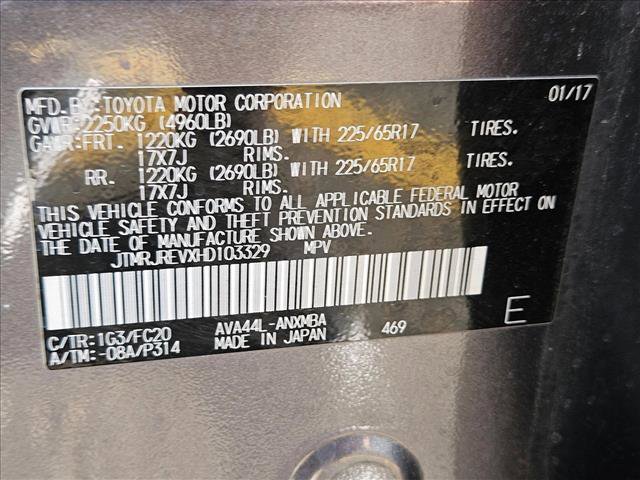 MFD.BY:TOYOTA MOTOR CORPORATION 01/17
GVWR:2250KG (4960LB)
GAWR:FRT. 1220KG (2690LB) WITH 225/65R17 TIRES.
17X7J RIMS.
RR. 1220KG (2690LB) WITH 225/65R17 TIRES.
17X7J RIMS.
THIS VEHICLE CONFORMS TO ALL APPLICABLE FEDERAL MOTOR
VEHICLE SAFETY AND THEFT PREVENTION STANDARDS IN EFFECT ON
THE DATE OF MANUFACTURE SHOWN ABOVE.
JTMRJREVXHD103329 MPV
C/TR:1G3/FC20 AVA44L-ANXMBA 469 E
A/TM:-08A/P314 MADE IN JAPAN